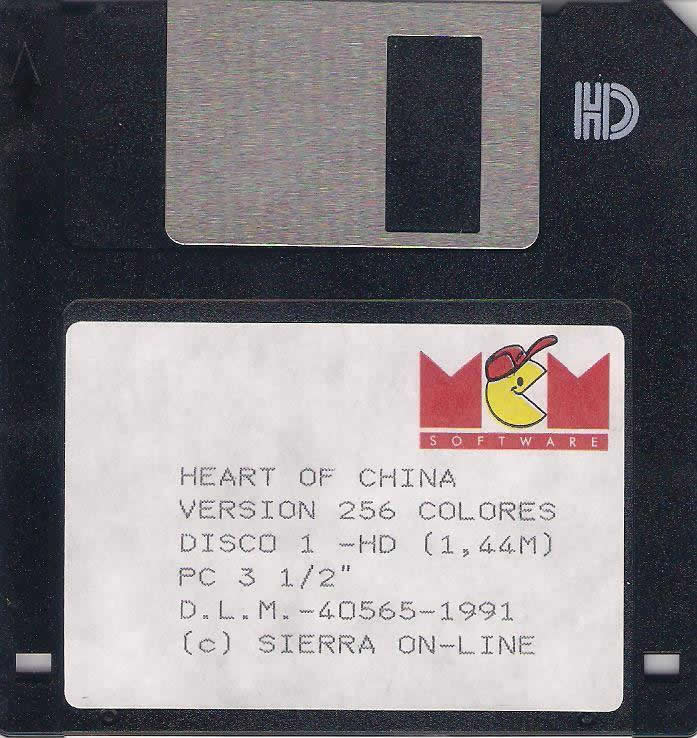 HD
MCM
SOFTWARE
HEART OF CHINA
VERSION 256 COLORES
DISCO 1 -HD (1,44M)
PC 3 1/2"
D.L.M.-40565-1991
(c) SIERRA ON-LINE